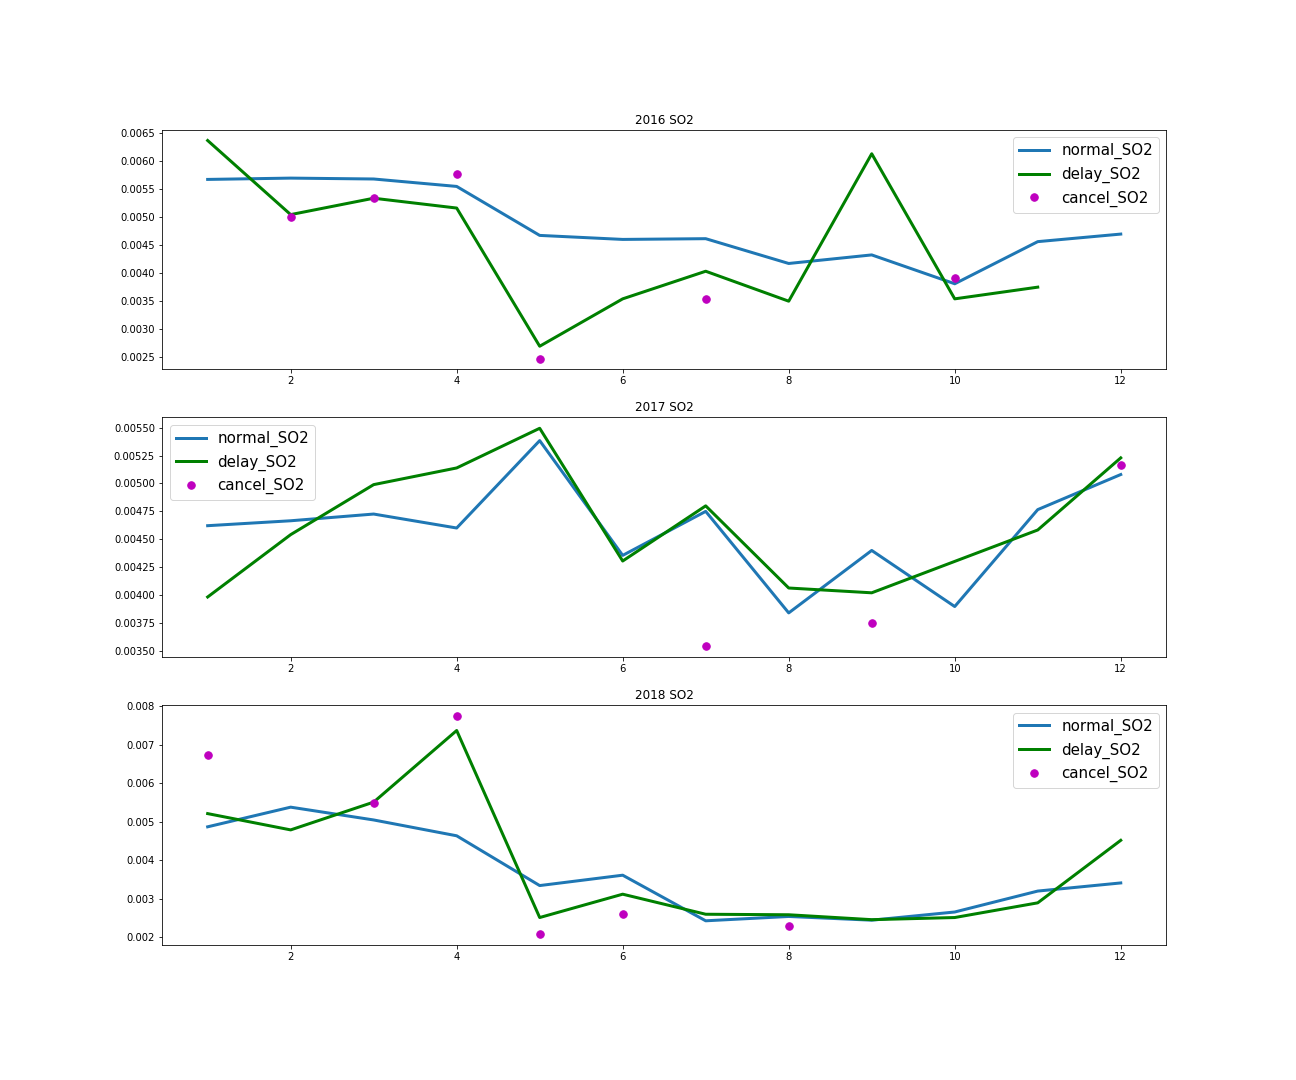 2016 SO2
0.0065
0.0060
0.0055
0.0050
0.0045
0.0040
0.0035
0.0030
0.0025
2 4 6 8 10 12
normal_SO2
delay_SO2
cancel_SO2
2017 SO2
0.00550
0.00525
0.00500
0.00475
0.00450
0.00425
0.00400
0.00375
0.00350
2 4 6 8 10 12
normal_SO2
delay_SO2
cancel_SO2
2018 SO2
0.008
0.007
0.006
0.005
0.004
0.003
0.002
2 4 6 8 10 12
normal_SO2
delay_SO2
cancel_SO2